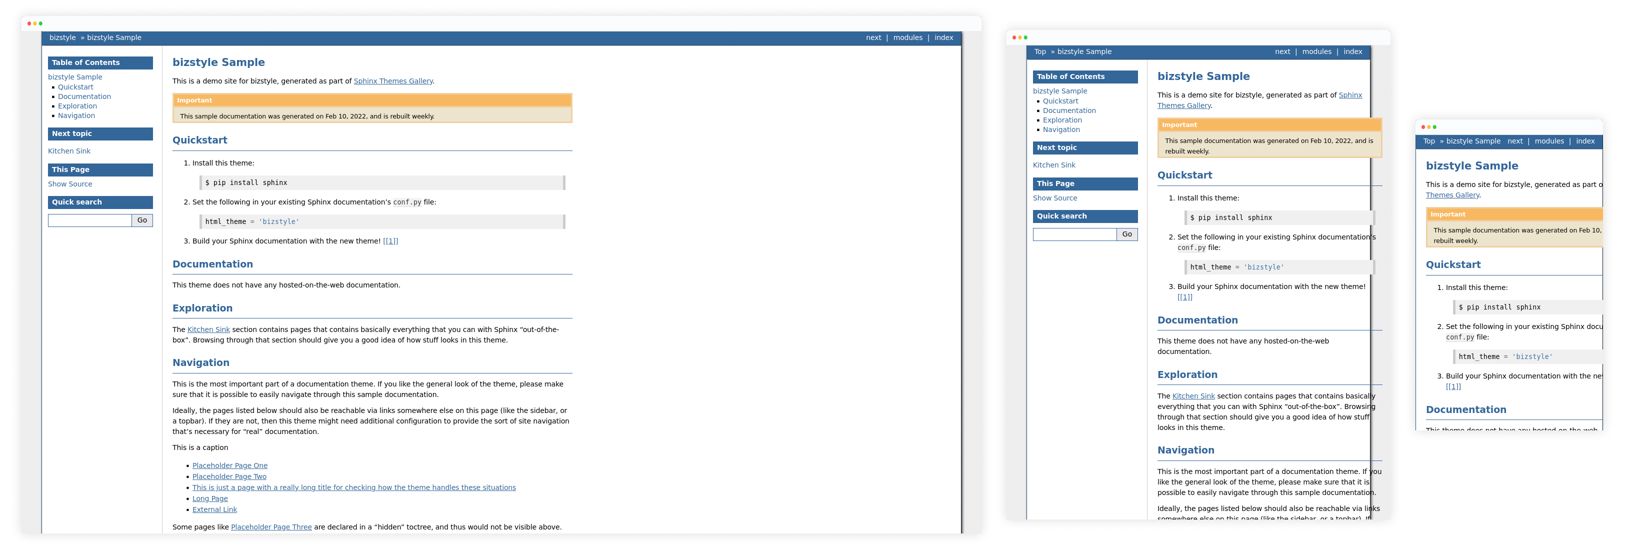 bizstyle » bizstyle Sample next | modules | index
Table of Contents
bizstyle Sample
Quickstart
Documentation
Exploration
Navigation
Next topic
Kitchen Sink
This Page
Show Source
Quick search
Go
bizstyle Sample
This is a demo site for bizstyle, generated as part of Sphinx Themes Gallery.
Important
This sample documentation was generated on Feb 10, 2022, and is rebuilt weekly.
Quickstart
1. Install this theme:
$ pip install sphinx
2. Set the following in your existing Sphinx documentation's conf.py file:
html_theme = 'bizstyle'
3. Build your Sphinx documentation with the new theme! [[1]]
Documentation
This theme does not have any hosted-on-the-web documentation.
Exploration
The Kitchen Sink section contains pages that contains basically everything that you can with Sphinx “out-of-the-
box”. Browsing through that section should give you a good idea of how stuff looks in this theme.
Navigation
This is the most important part of a documentation theme. If you like the general look of the theme, please make
sure that it is possible to easily navigate through this sample documentation.
Ideally, the pages listed below should also be reachable via links somewhere else on this page (like the sidebar, or
a topbar). If they are not, then this theme might need additional configuration to provide the sort of site navigation
that's necessary for “real” documentation.
This is a caption
Placeholder Page One
Placeholder Page Two
This is just a page with a really long title for checking how the theme handles these situations
Long Page
External Link
Some pages like Placeholder Page Three are declared in a “hidden” toctree, and thus would not be visible above.
Top » bizstyle Sample next | modules | index
Table of Contents
bizstyle Sample
Quickstart
Documentation
Exploration
Navigation
Next topic
Kitchen Sink
This Page
Show Source
Quick search
Go
bizstyle Sample
This is a demo site for bizstyle, generated as part of Sphinx
Themes Gallery.
Important
This sample documentation was generated on Feb 10, 2022, and is
rebuilt weekly.
Quickstart
1. Install this theme:
$ pip install sphinx
2. Set the following in your existing Sphinx documentation's
conf.py file:
html_theme = 'bizstyle'
3. Build your Sphinx documentation with the new theme!
[[1]]
Documentation
This theme does not have any hosted-on-the-web
documentation.
Exploration
The Kitchen Sink section contains pages that contains basically
everything that you can with Sphinx “out-of-the-box”. Browsing
through that section should give you a good idea of how stuff
looks in this theme.
Navigation
This is the most important part of a documentation theme. If you
like the general look of the theme, please make sure that it is
possible to easily navigate through this sample documentation.
Ideally, the pages listed below should also be reachable via links
somewhere else on this page (like the sidebar, or a topbar). If
Top » bizstyle Sample next | modules | index
bizstyle Sample
This is a demo site for bizstyle, generated as part o
Themes Gallery.
Important
This sample documentation was generated on Feb 10,
rebuilt weekly.
Quickstart
1. Install this theme:
$ pip install sphinx
2. Set the following in your existing Sphinx docu
conf.py file:
html_theme = 'bizstyle'
3. Build your Sphinx documentation with the ne
[[1]]
Documentation
This theme does not have any hosted-on-the-web